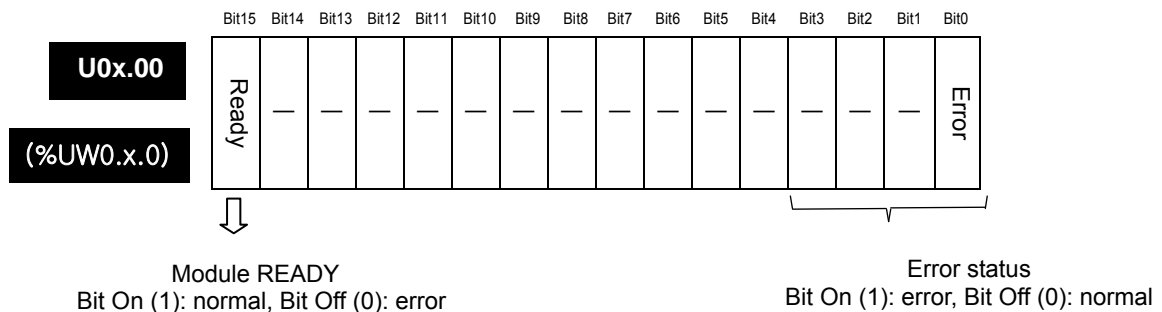 Bit15 Bit14 Bit13 Bit12 Bit11 Bit10 Bit9 Bit8 Bit7 Bit6 Bit5 Bit4 Bit3 Bit2 Bit1 Bit0
U0x.00
(%UW0.x.0)
Ready — — — — — — — — — — — — — — Error
Module READY
Bit On (1): normal, Bit Off (0): error
Error status
Bit On (1): error, Bit Off (0): normal